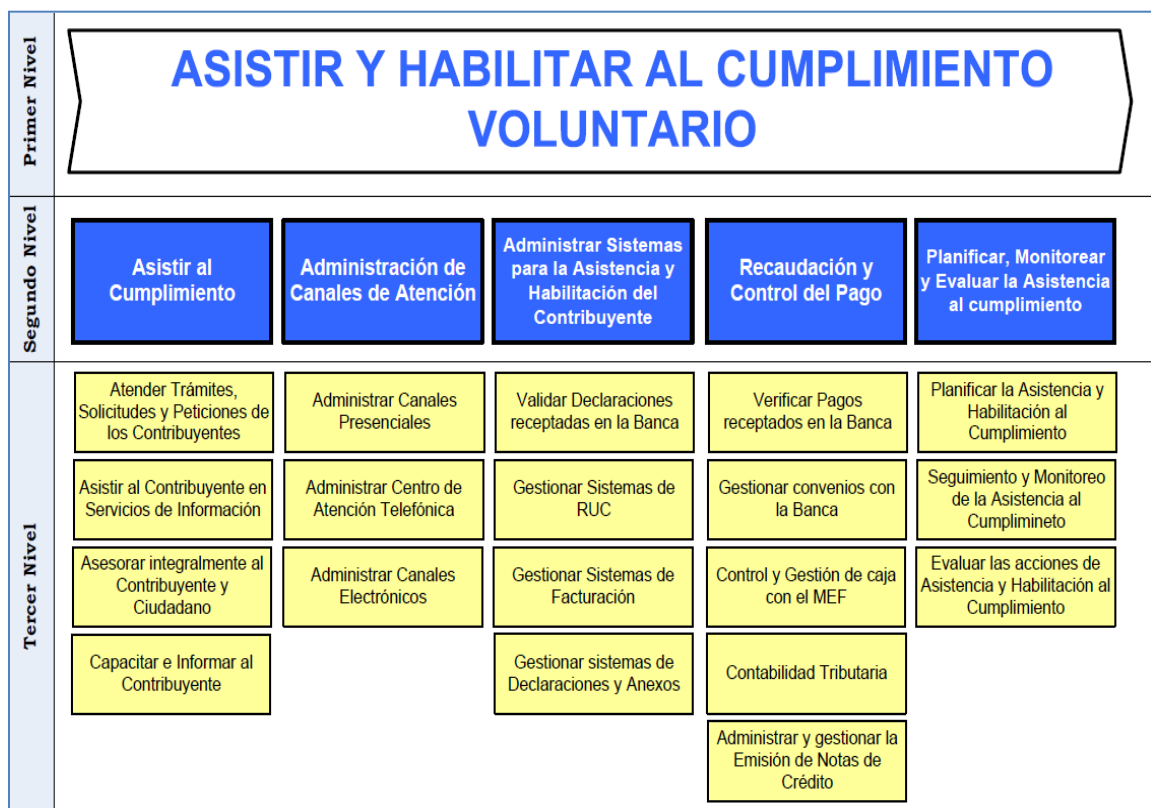 Primer Nivel
ASISTIR Y HABILITAR AL CUMPLIMIENTO
VOLUNTARIO
Segundo Nivel
Asistir al
Cumplimiento
Administración de
Canales de Atención
Administrar Sistemas
para la Asistencia y
Habilitación del
Contribuyente
Recaudación y
Control del Pago
Planificar, Monitorear
y Evaluar la Asistencia
al cumplimiento
Tercer Nivel
Atender Trámites,
Solicitudes y Peticiones de
los Contribuyentes
Asistir al Contribuyente en
Servicios de Información
Asesorar integralmente al
Contribuyente y
Ciudadano
Capacitar e Informar al
Contribuyente
Administrar Canales
Presenciales
Administrar Centro de
Atención Telefónica
Administrar Canales
Electrónicos
Validar Declaraciones
receptadas en la Banca
Gestionar Sistemas de
RUC
Gestionar Sistemas de
Facturación
Gestionar sistemas de
Declaraciones y Anexos
Verificar Pagos
receptados en la Banca
Gestionar convenios con
la Banca
Control y Gestión de caja
con el MEF
Contabilidad Tributaria
Administrar y gestionar la
Emisión de Notas de
Crédito
Planificar la Asistencia y
Habilitación al
Cumplimiento
Seguimiento y Monitoreo
de la Asistencia al
Cumplimineto
Evaluar las acciones de
Asistencia y Habilitación al
Cumplimiento